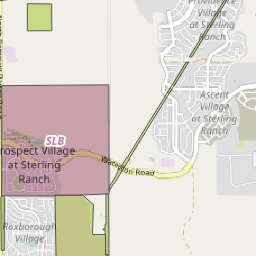 Providence
Village
at Sterling
Ranch
Ascent
Village
at Sterling
Ranch
SLB
Prospect Village
at Sterling
Ranch
Waterton Road
Roxborough
Village